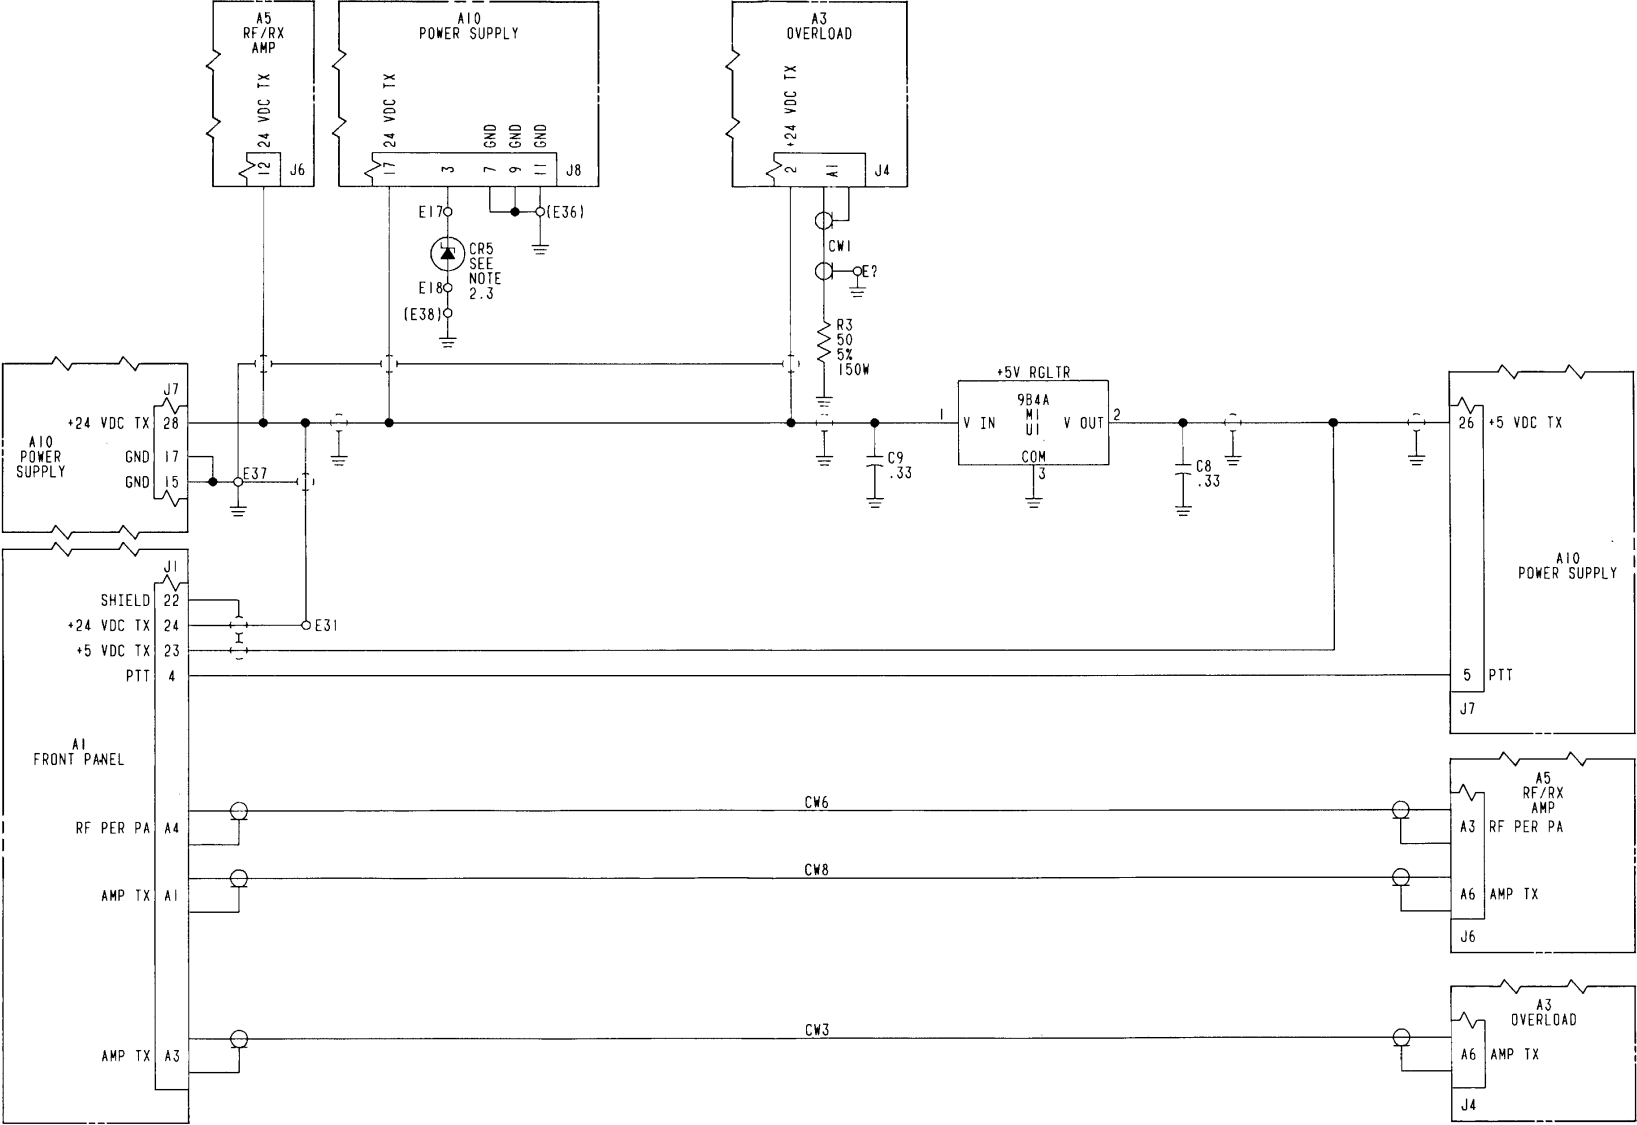 A5
RF/RX
AMP
24 VDC TX
12
J6
A10
POWER SUPPLY
24 VDC TX
GND
GND
GND
17
3
7
9
11
J8
E17
(E36)
CR5
SEE
NOTE
2.3
E18
(E38)
A3
OVERLOAD
+24 VDC TX
2
A1
J4
CW1
E?
R3
50
5%
150W
J7
+24 VDC TX 28
A10
POWER
SUPPLY
GND 17
GND 15
E37
+5V RGLTR
1
V IN
9B4A
M1
U1
V OUT
2
COM
3
C9
.33
C8
.33
26 +5 VDC TX
A10
POWER SUPPLY
5 PTT
J7
J1
SHIELD 22
+24 VDC TX 24
E31
+5 VDC TX 23
PTT 4
A1
FRONT PANEL
RF PER PA A4
CW6
AMP TX A1
CW8
AMP TX A3
CW3
A5
RF/RX
AMP
A3 RF PER PA
A6 AMP TX
J6
A3
OVERLOAD
A6 AMP TX
J4